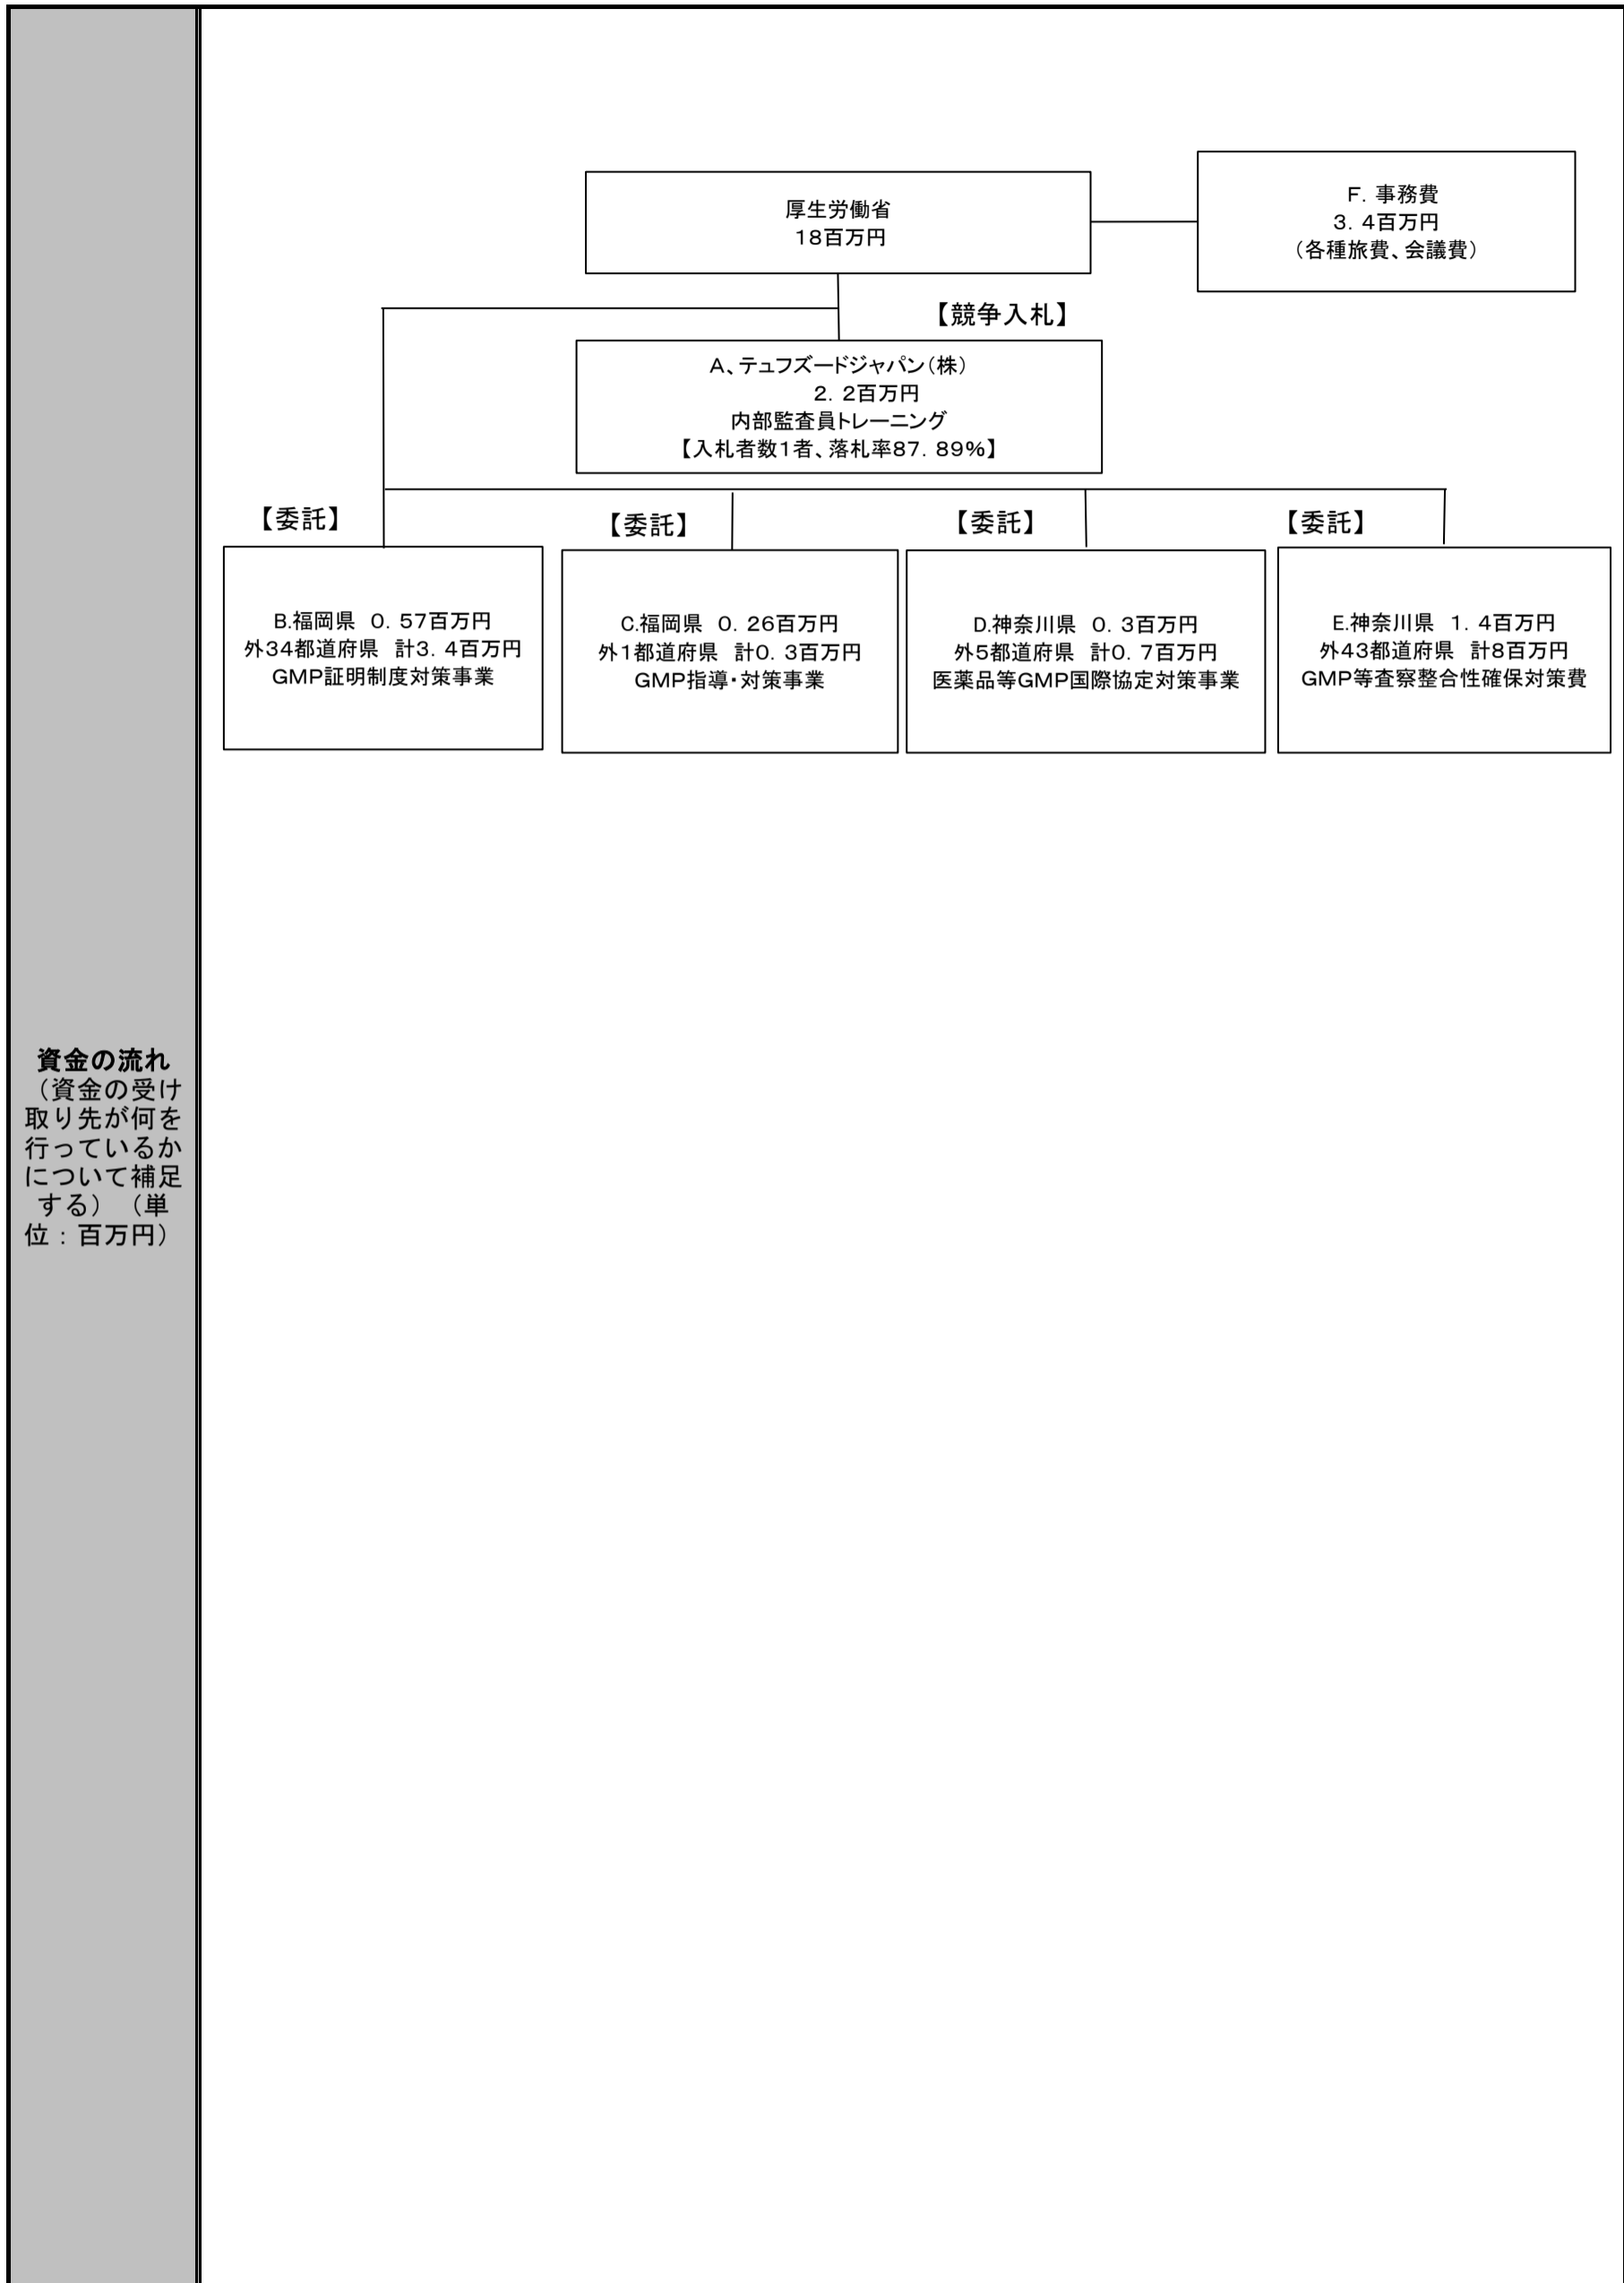 資金の流れ
（資金の受け
取り先が何を
行っているか
について補足
する）（単
位：百万円）
厚生労働省
18百万円
F. 事務費
3. 4百万円
（各種旅費、会議費）
【競争入札】
A、テュフズードジャパン（株）
2. 2百万円
内部監査員トレーニング
【入札者数1者、落札率87. 89%】
【委託】
B.福岡県　0. 57百万円
外34都道府県　計3. 4百万円
GMP証明制度対策事業
【委託】
C.福岡県　0. 26百万円
外1都道府県　計0. 3百万円
GMP指導・対策事業
【委託】
D.神奈川県　0. 3百万円
外5都道府県　計0. 7百万円
医薬品等GMP国際協定対策事業
【委託】
E.神奈川県　1. 4百万円
外43都道府県　計8百万円
GMP等査察整合性確保対策費